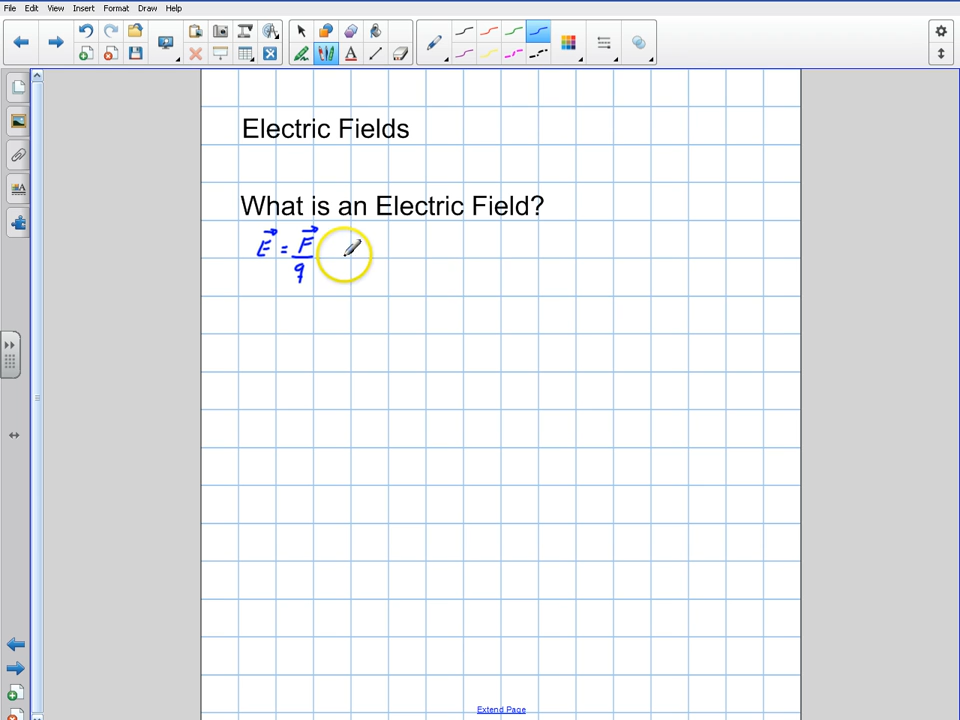 File Edit View Insert Format Draw Help
Electric Fields
What is an Electric Field?
E⃗ = F⃗/q
Extend Page